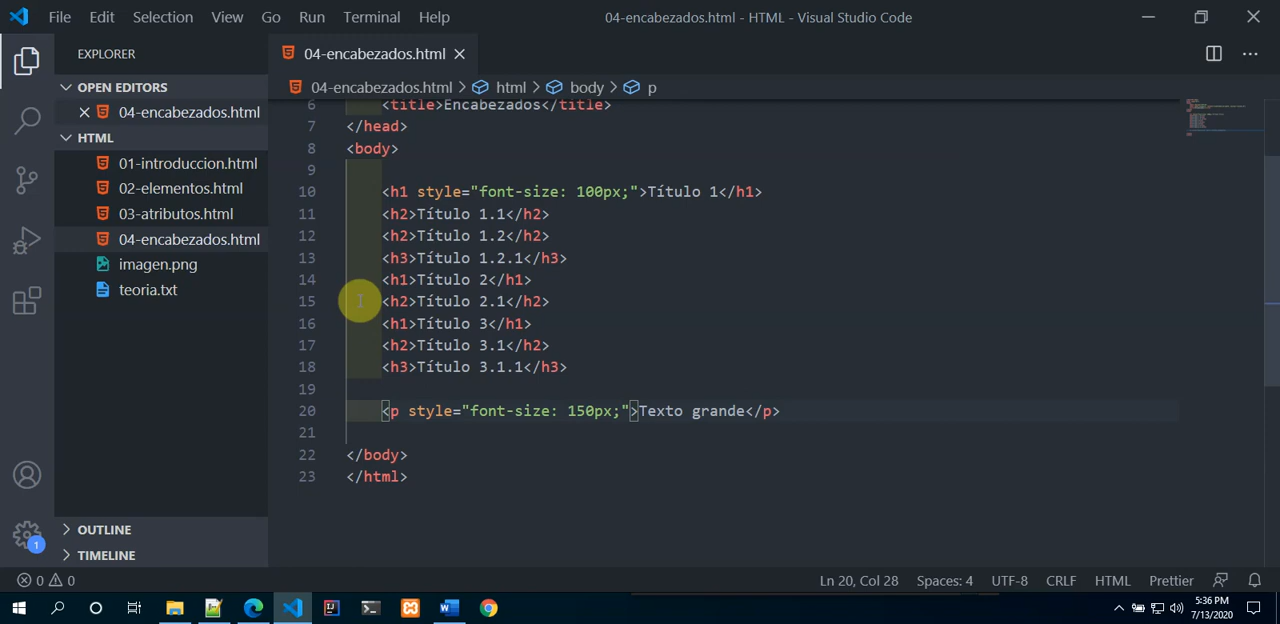 File Edit Selection View Go Run Terminal Help 04-encabezados.html - HTML - Visual Studio Code
EXPLORER
OPEN EDITORS
04-encabezados.html
HTML
01-introduccion.html
02-elementos.html
03-atributos.html
04-encabezados.html
imagen.png
teoria.txt
OUTLINE
TIMELINE
1
04-encabezados.html
04-encabezados.html > html > body > p
6 <title>Encabezados</title>
7 </head>
8 <body>
9
10 <h1 style="font-size: 100px;">Título 1</h1>
11 <h2>Título 1.1</h2>
12 <h2>Título 1.2</h2>
13 <h3>Título 1.2.1</h3>
14 <h1>Título 2</h1>
15 <h2>Título 2.1</h2>
16 <h1>Título 3</h1>
17 <h2>Título 3.1</h2>
18 <h3>Título 3.1.1</h3>
19
20 <p style="font-size: 150px;">Texto grande</p>
21
22 </body>
23 </html>
0 0 Ln 20, Col 28 Spaces: 4 UTF-8 CRLF HTML Prettier
5:36 PM
7/13/2020